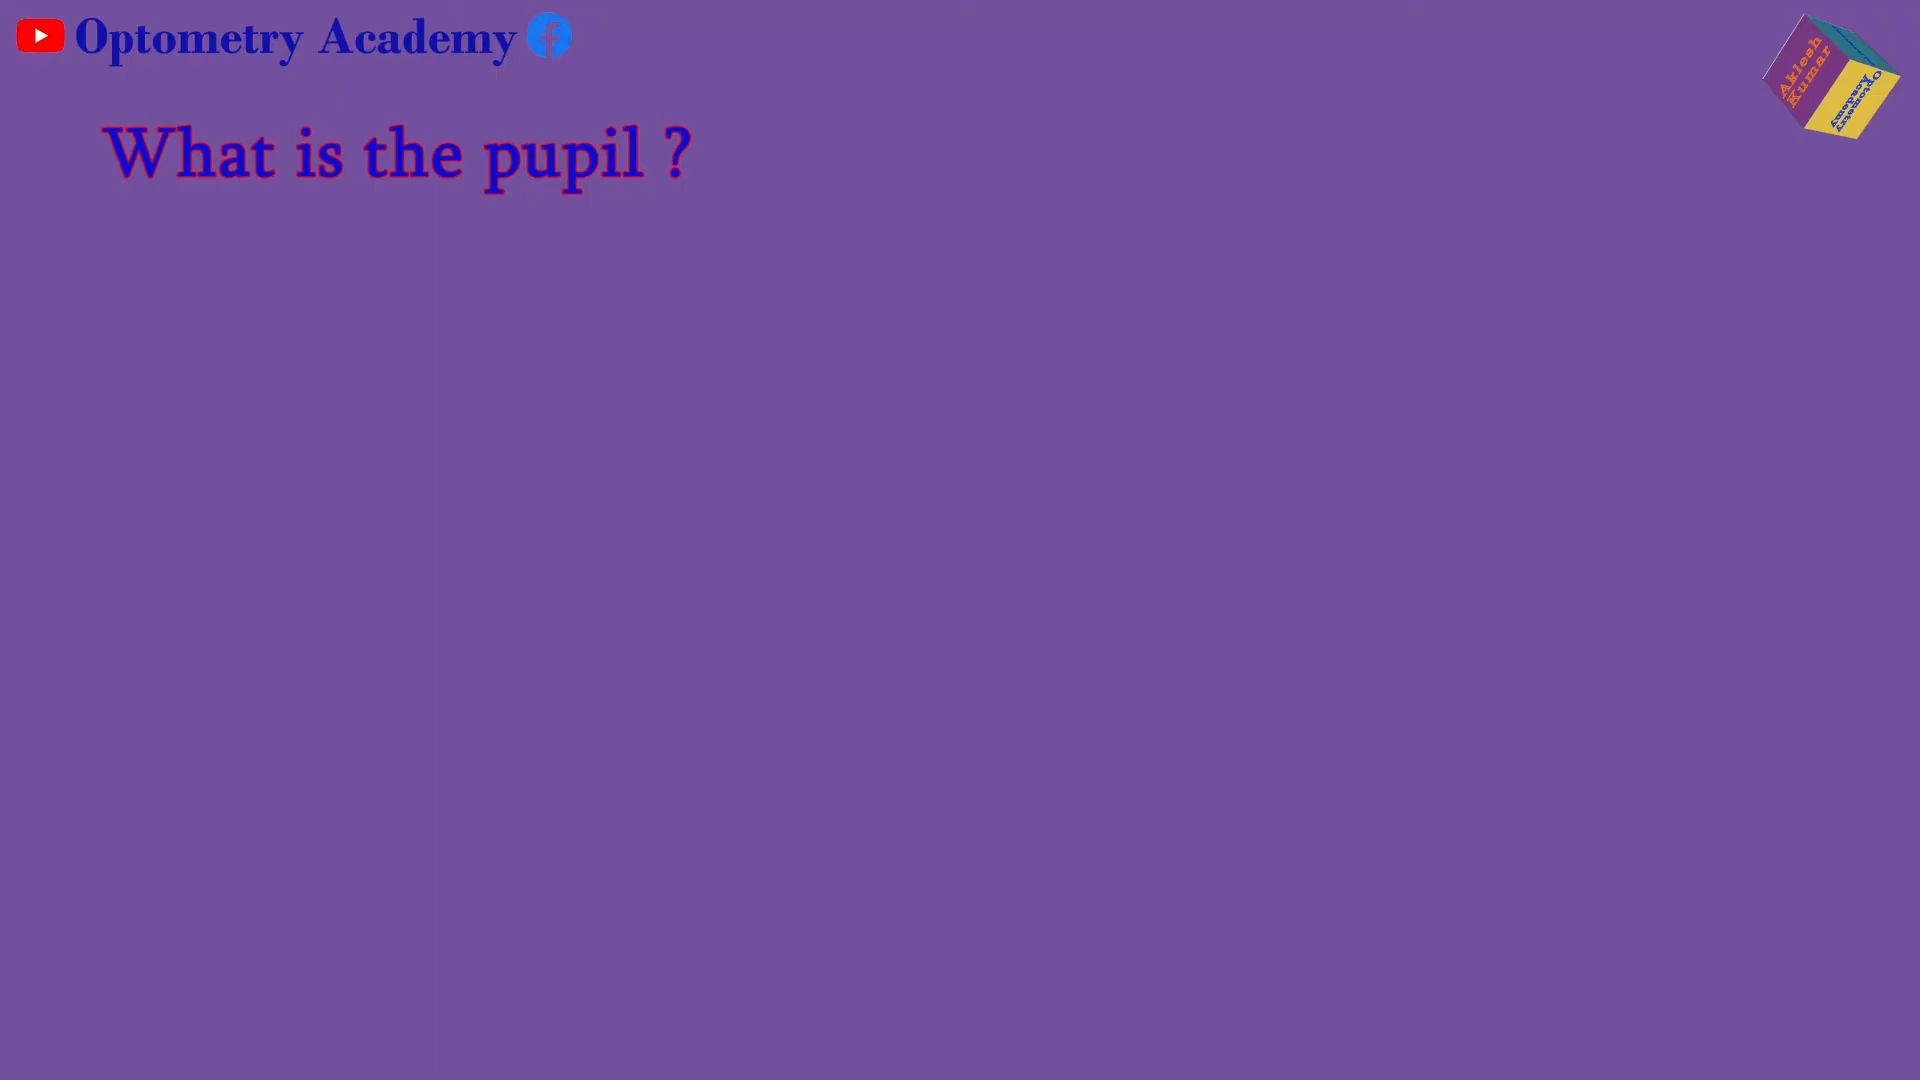 Optometry Academy
What is the pupil ?
Aklesh
Kumar
Optometry
Academy